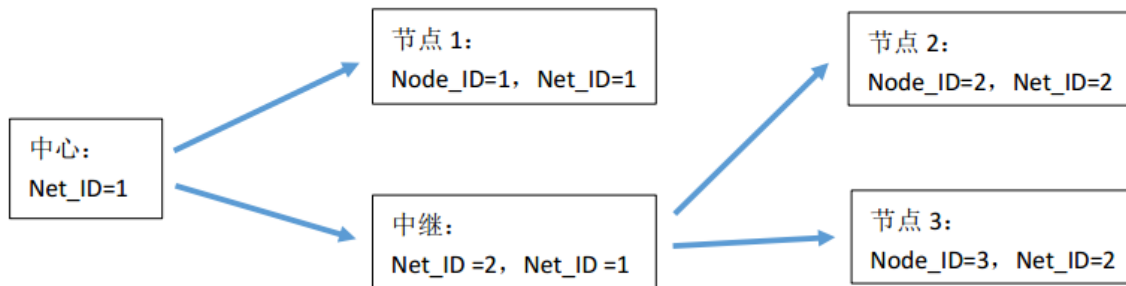 中心：
Net_ID=1
节点 1：
Node_ID=1，Net_ID=1
中继：
Net_ID =2，Net_ID =1
节点 2：
Node_ID=2，Net_ID=2
节点 3：
Node_ID=3，Net_ID=2